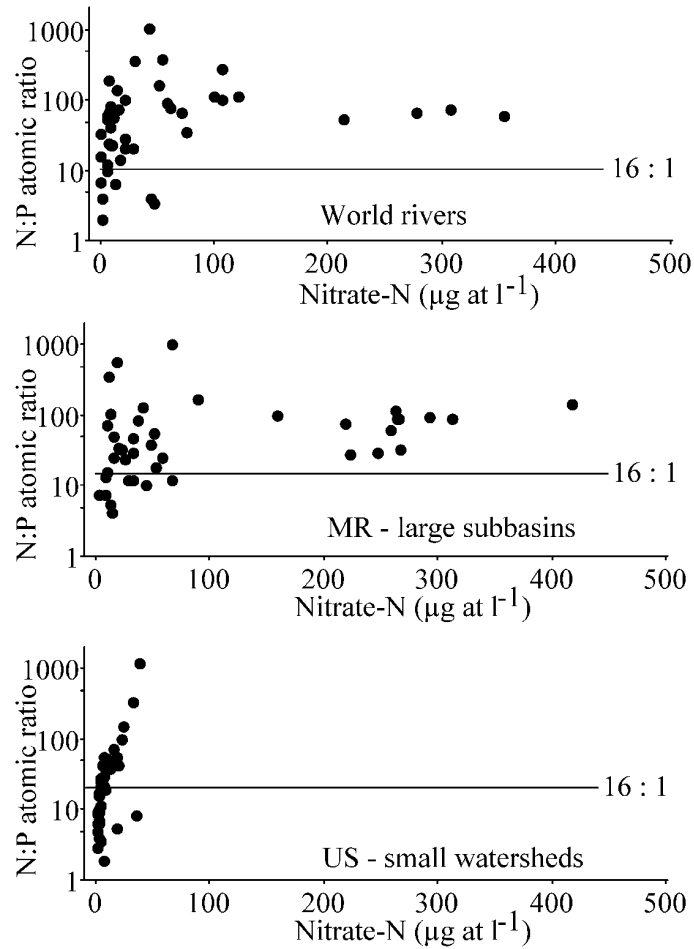 N:P atomic ratio
1000
100
10
1
16 : 1
World rivers
0 100 200 300 400 500
Nitrate-N (µg at l-1)
N:P atomic ratio
1000
100
10
1
16 : 1
MR - large subbasins
0 100 200 300 400 500
Nitrate-N (µg at l-1)
N:P atomic ratio
1000
100
10
1
16 : 1
US - small watersheds
0 100 200 300 400 500
Nitrate-N (µg at l-1)